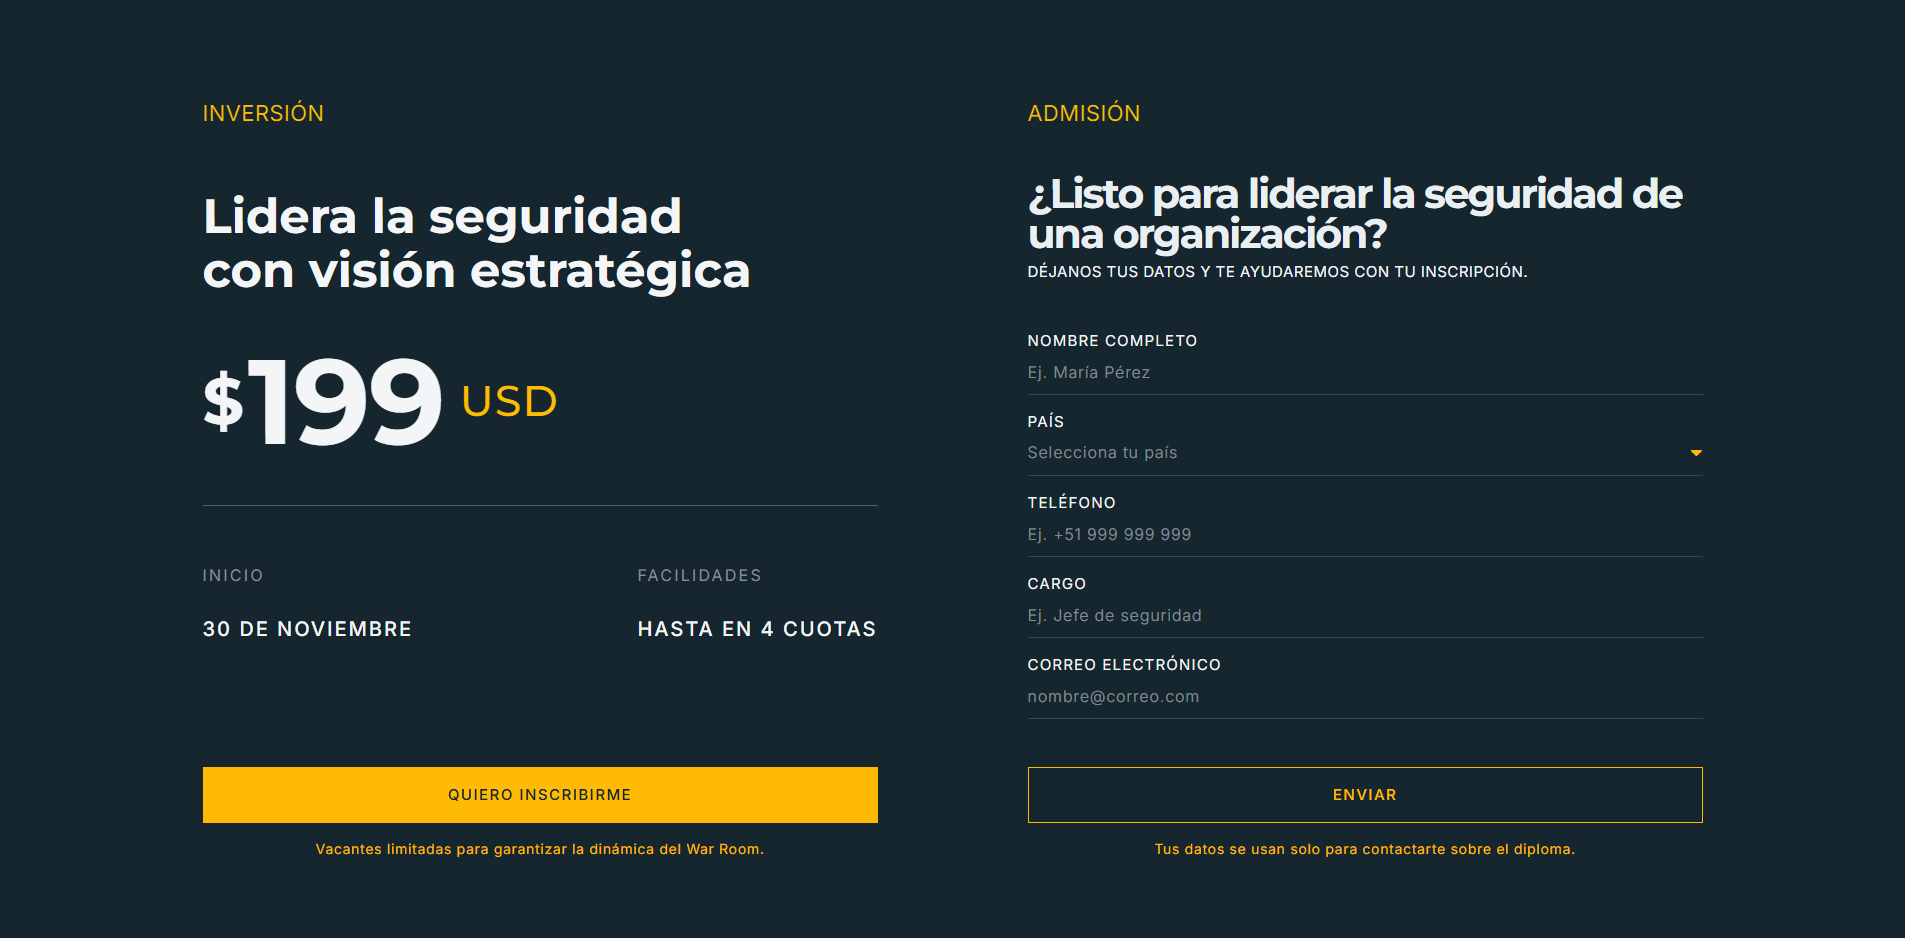 INVERSIÓN
Lidera la seguridad
con visión estratégica
$199 USD
INICIO
30 DE NOVIEMBRE
FACILIDADES
HASTA EN 4 CUOTAS
QUIERO INSCRIBIRME
Vacantes limitadas para garantizar la dinámica del War Room.
ADMISIÓN
¿Listo para liderar la seguridad de
una organización?
DÉJANOS TUS DATOS Y TE AYUDAREMOS CON TU INSCRIPCIÓN.
NOMBRE COMPLETO
Ej. María Pérez
PAÍS
Selecciona tu país
TELÉFONO
Ej. +51 999 999 999
CARGO
Ej. Jefe de seguridad
CORREO ELECTRÓNICO
nombre@correo.com
ENVIAR
Tus datos se usan solo para contactarte sobre el diploma.